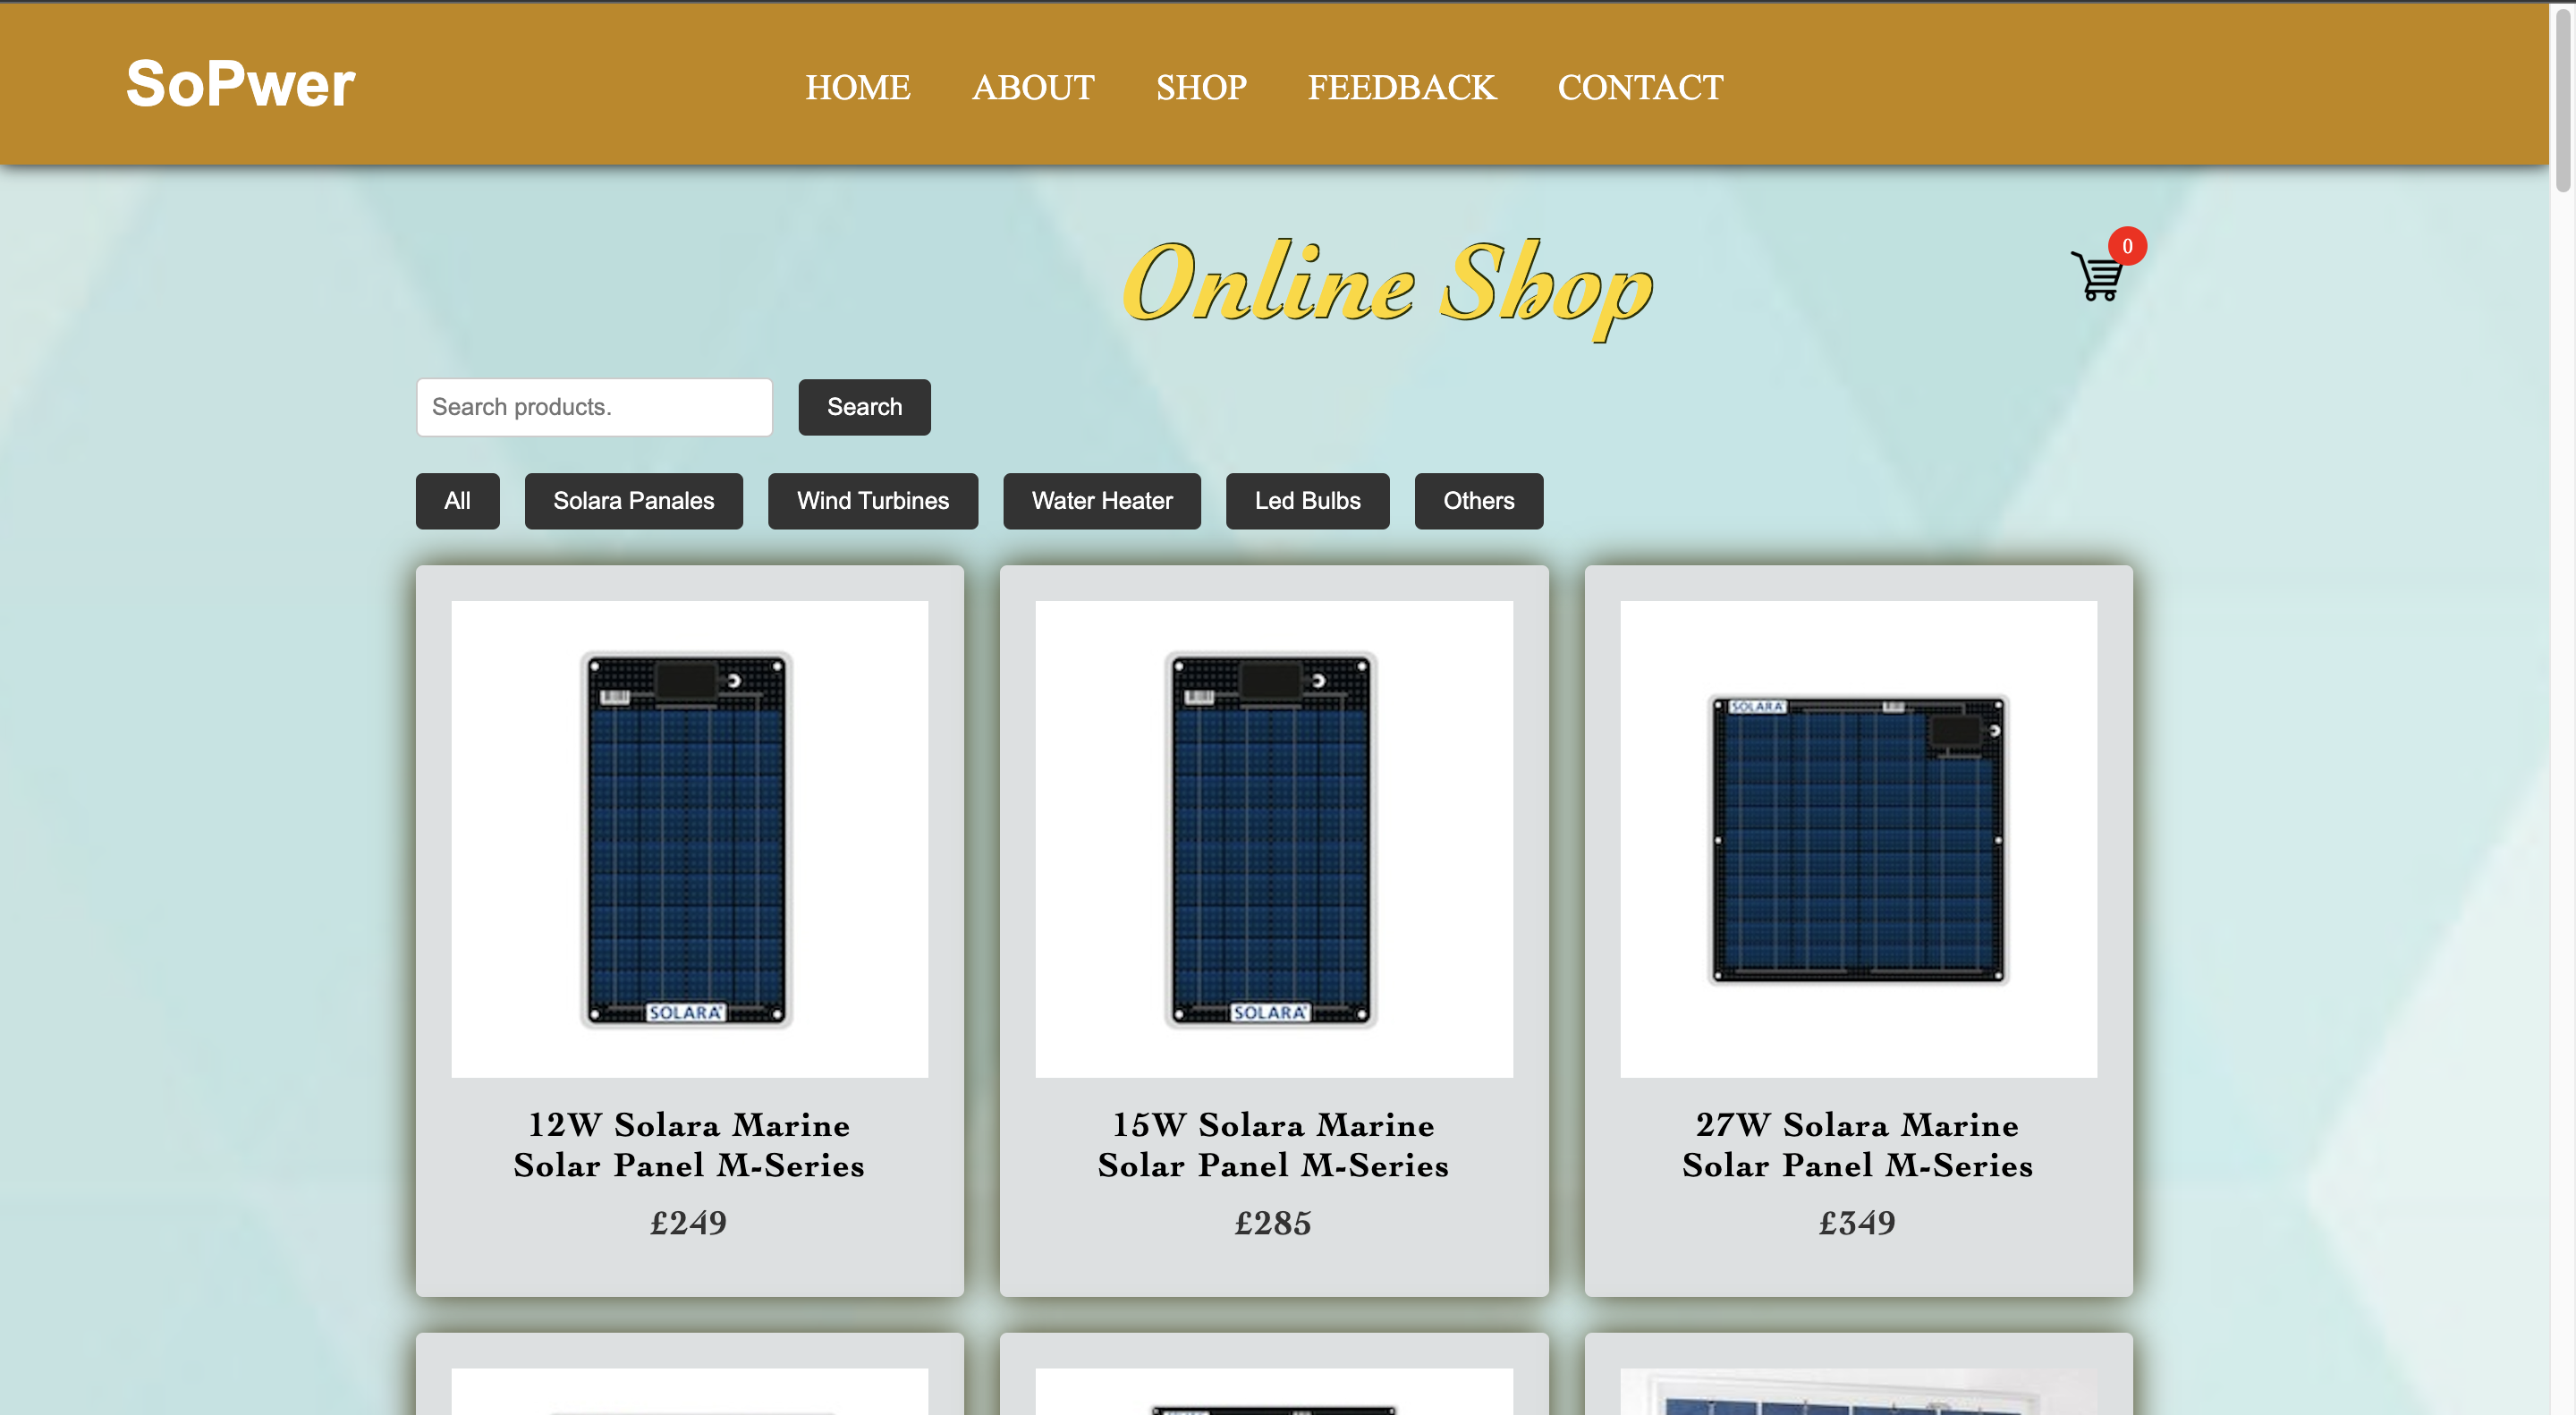 SoPwer
HOME ABOUT SHOP FEEDBACK CONTACT
Online Shop
0
Search products.
Search
All Solara Panales Wind Turbines Water Heater Led Bulbs Others
SOLARA
SOLARA
SOLARA
12W Solara Marine
Solar Panel M-Series
£249
15W Solara Marine
Solar Panel M-Series
£285
27W Solara Marine
Solar Panel M-Series
£349